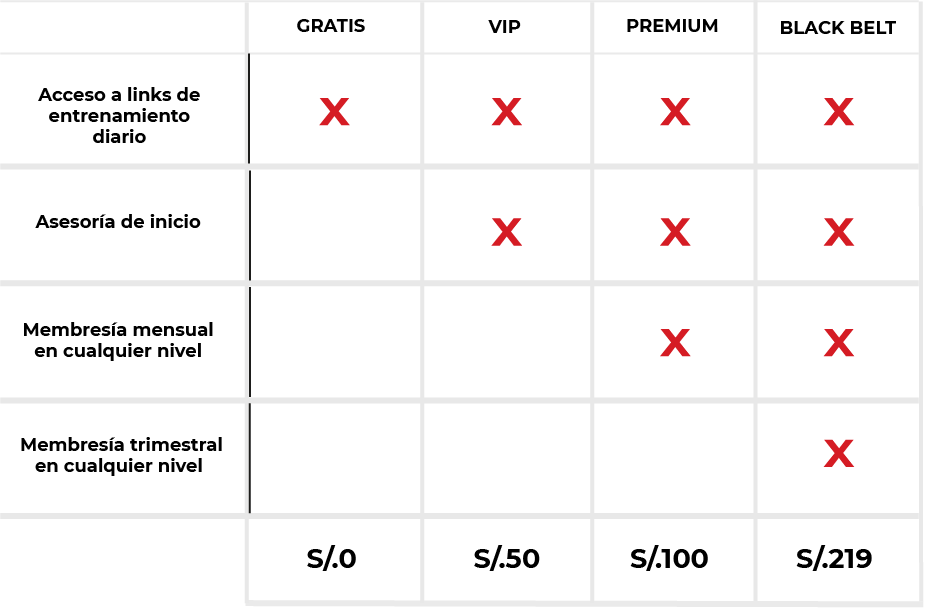 GRATIS VIP PREMIUM BLACK BELT
Acceso a links de
entrenamiento
diario
X X X X
Asesoría de inicio
X X X
Membresía mensual
en cualquier nivel
X X
Membresía trimestral
en cualquier nivel
X
S/.0 S/.50 S/.100 S/.219